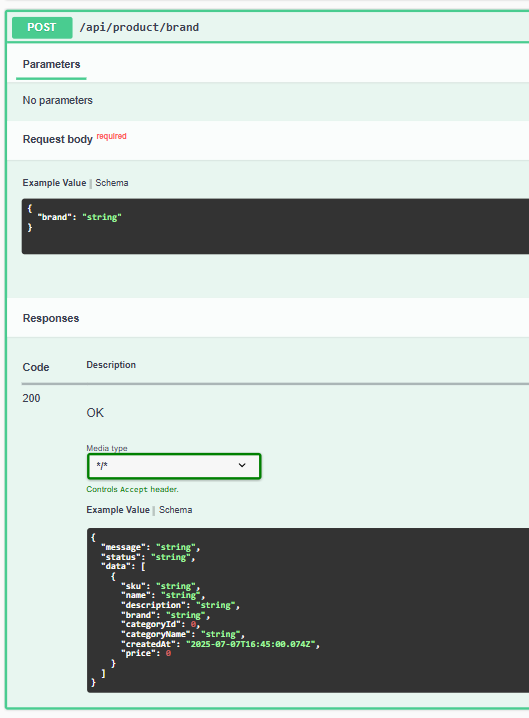 POST /api/product/brand
Parameters
No parameters
Request body required
Example Value | Schema
{
  "brand": "string"
}
Responses
Code Description
200
OK
Media type
*/*
Controls Accept header.
Example Value | Schema
{
  "message": "string",
  "status": "string",
  "data": [
    {
      "sku": "string",
      "name": "string",
      "description": "string",
      "brand": "string",
      "categoryId": 0,
      "categoryName": "string",
      "createdAt": "2025-07-07T16:45:00.074Z",
      "price": 0
    }
  ]
}